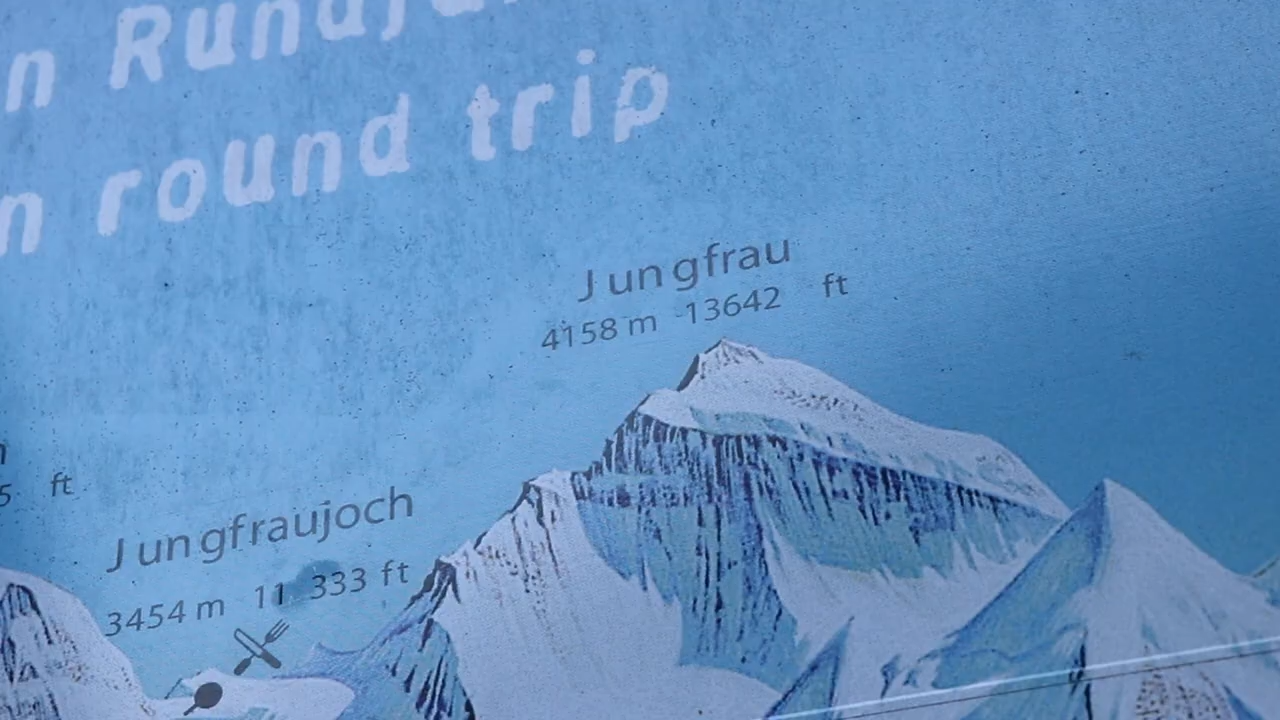 n
n round trip
Jungfrau
4158 m 13642 ft
ft
Jungfraujoch
3454 m 11 333 ft